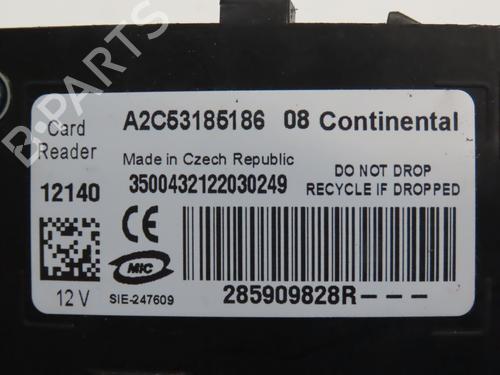 A2C53185186 08 Continental
Card
Reader
Made in Czech Republic
12140
3500432122030249
DO NOT DROP
RECYCLE IF DROPPED
CE
MIC
12 V
SIE-247609
285909828R---
B-PARTS